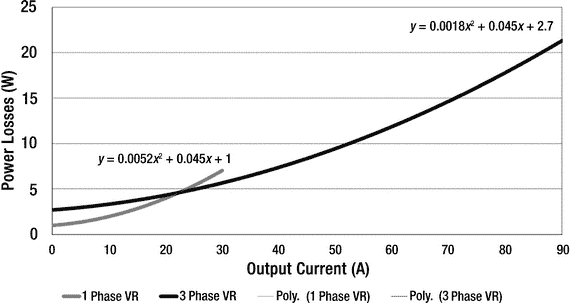 y = 0.0018x² + 0.045x + 2.7
25
20
15
10
5
0
Power Losses (W)
y = 0.0052x² + 0.045x + 1
0 10 20 30 40 50 60 70 80 90
Output Current (A)
1 Phase VR 3 Phase VR Poly. (1 Phase VR) Poly. (3 Phase VR)